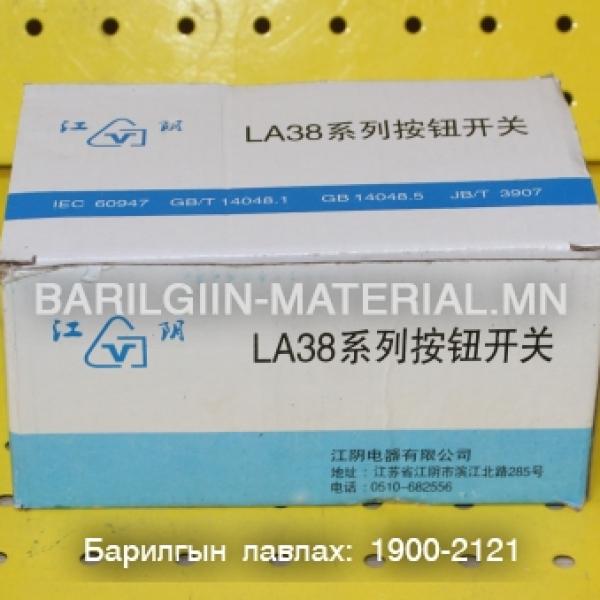 江 阴
LA38系列按钮开关
IEC 60947 GB/T 14048.1 GB 14048.5 JB/T 3907
BARILGIIN-MATERIAL.MN
江 阴
LA38系列按钮开关
江阴电器有限公司
地址：江苏省江阴市滨江北路285号
电话：0510-682556
Барилгын лавлах: 1900-2121